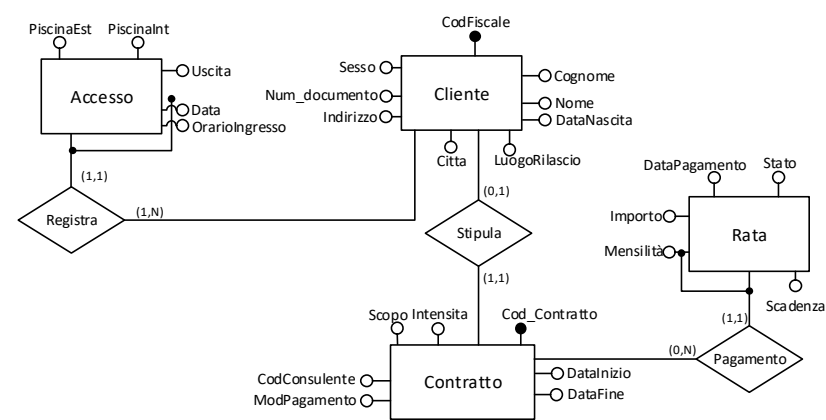 CodFiscale
PiscinaEst
PiscinaInt
Uscita
Accesso
Data
OrarioIngresso
Sesso
Num_documento
Indirizzo
Cliente
Cognome
Nome
DataNascita
Citta
LuogoRilascio
(1,1)
Registra
(1,N)
(0,1)
Stipula
(1,1)
DataPagamento
Stato
Importo
Mensilità
Rata
Scadenza
(1,1)
Pagamento
(0,N)
Scopo
Intensita
Cod_Contratto
CodConsulente
ModPagamento
Contratto
DataInizio
DataFine